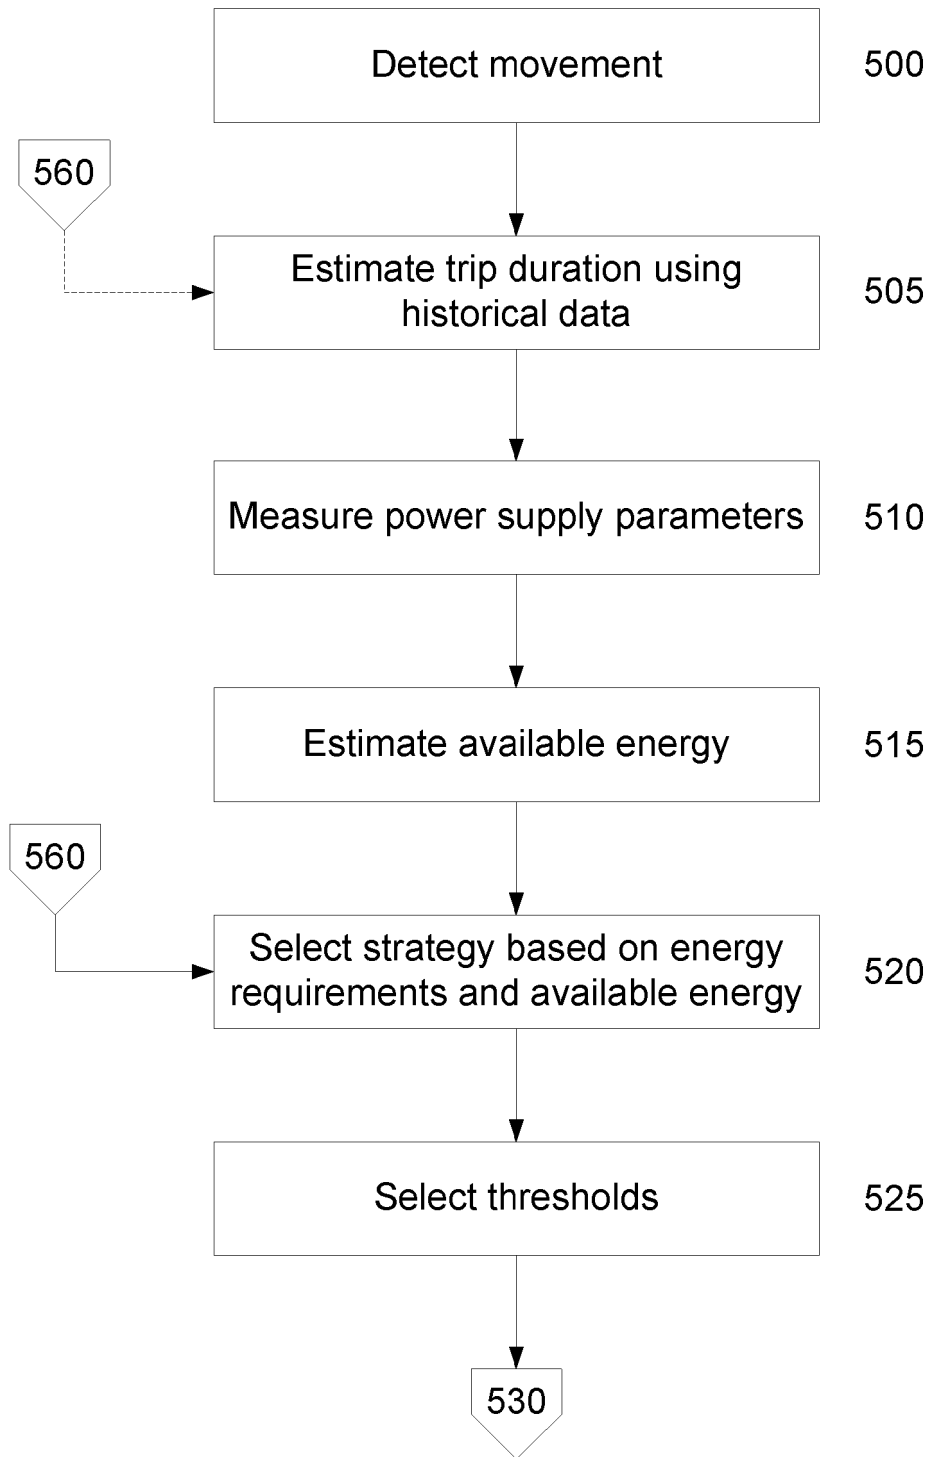 Detect movement
500
560
Estimate trip duration using
historical data
505
Measure power supply parameters
510
Estimate available energy
515
560
Select strategy based on energy
requirements and available energy
520
Select thresholds
525
530